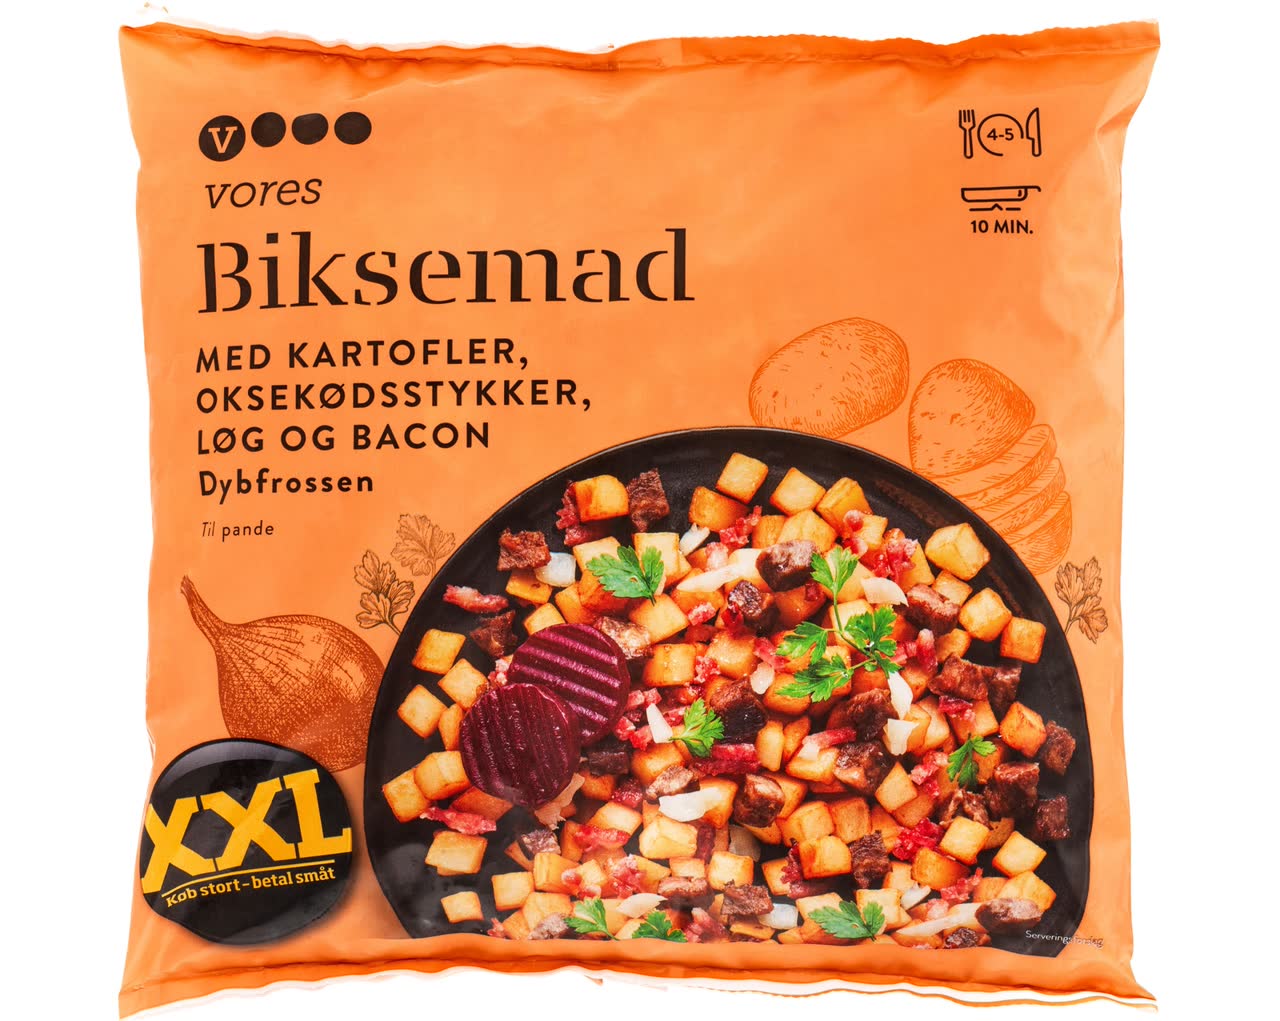 V
vores
Biksemad
MED KARTOFLER,
OKSEKØDSSTYKKER,
LØG OG BACON
Dybfrossen
Til pande
4-5
10 MIN.
XXL
Køb stort - betal småt
Serveringsforslag